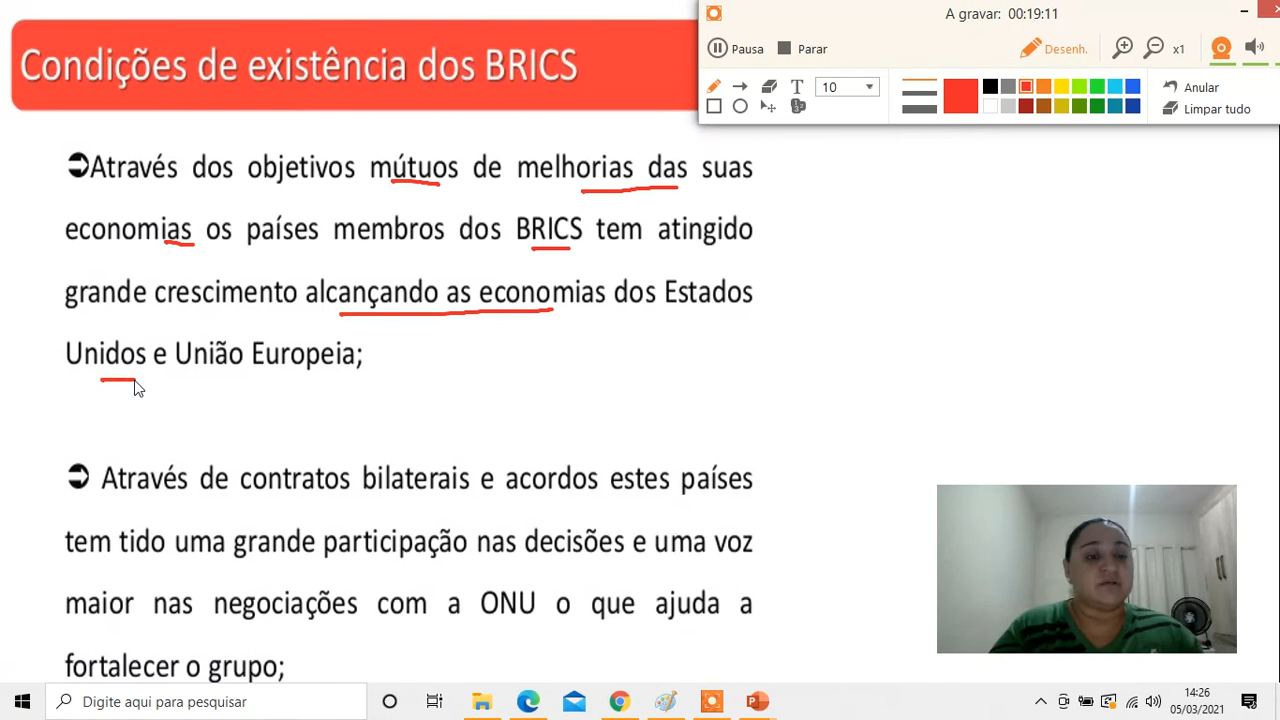 Condições de existência dos BRICS
A gravar: 00:19:11
Pausa
Parar
Desenh.
x1
T
10
Anular
Limpar tudo
Através dos objetivos mútuos de melhorias das suas
economias os países membros dos BRICS tem atingido
grande crescimento alcançando as economias dos Estados
Unidos e União Europeia;
Através de contratos bilaterais e acordos estes países
tem tido uma grande participação nas decisões e uma voz
maior nas negociações com a ONU o que ajuda a
fortalecer o grupo;
Digite aqui para pesquisar
14:26
05/03/2021